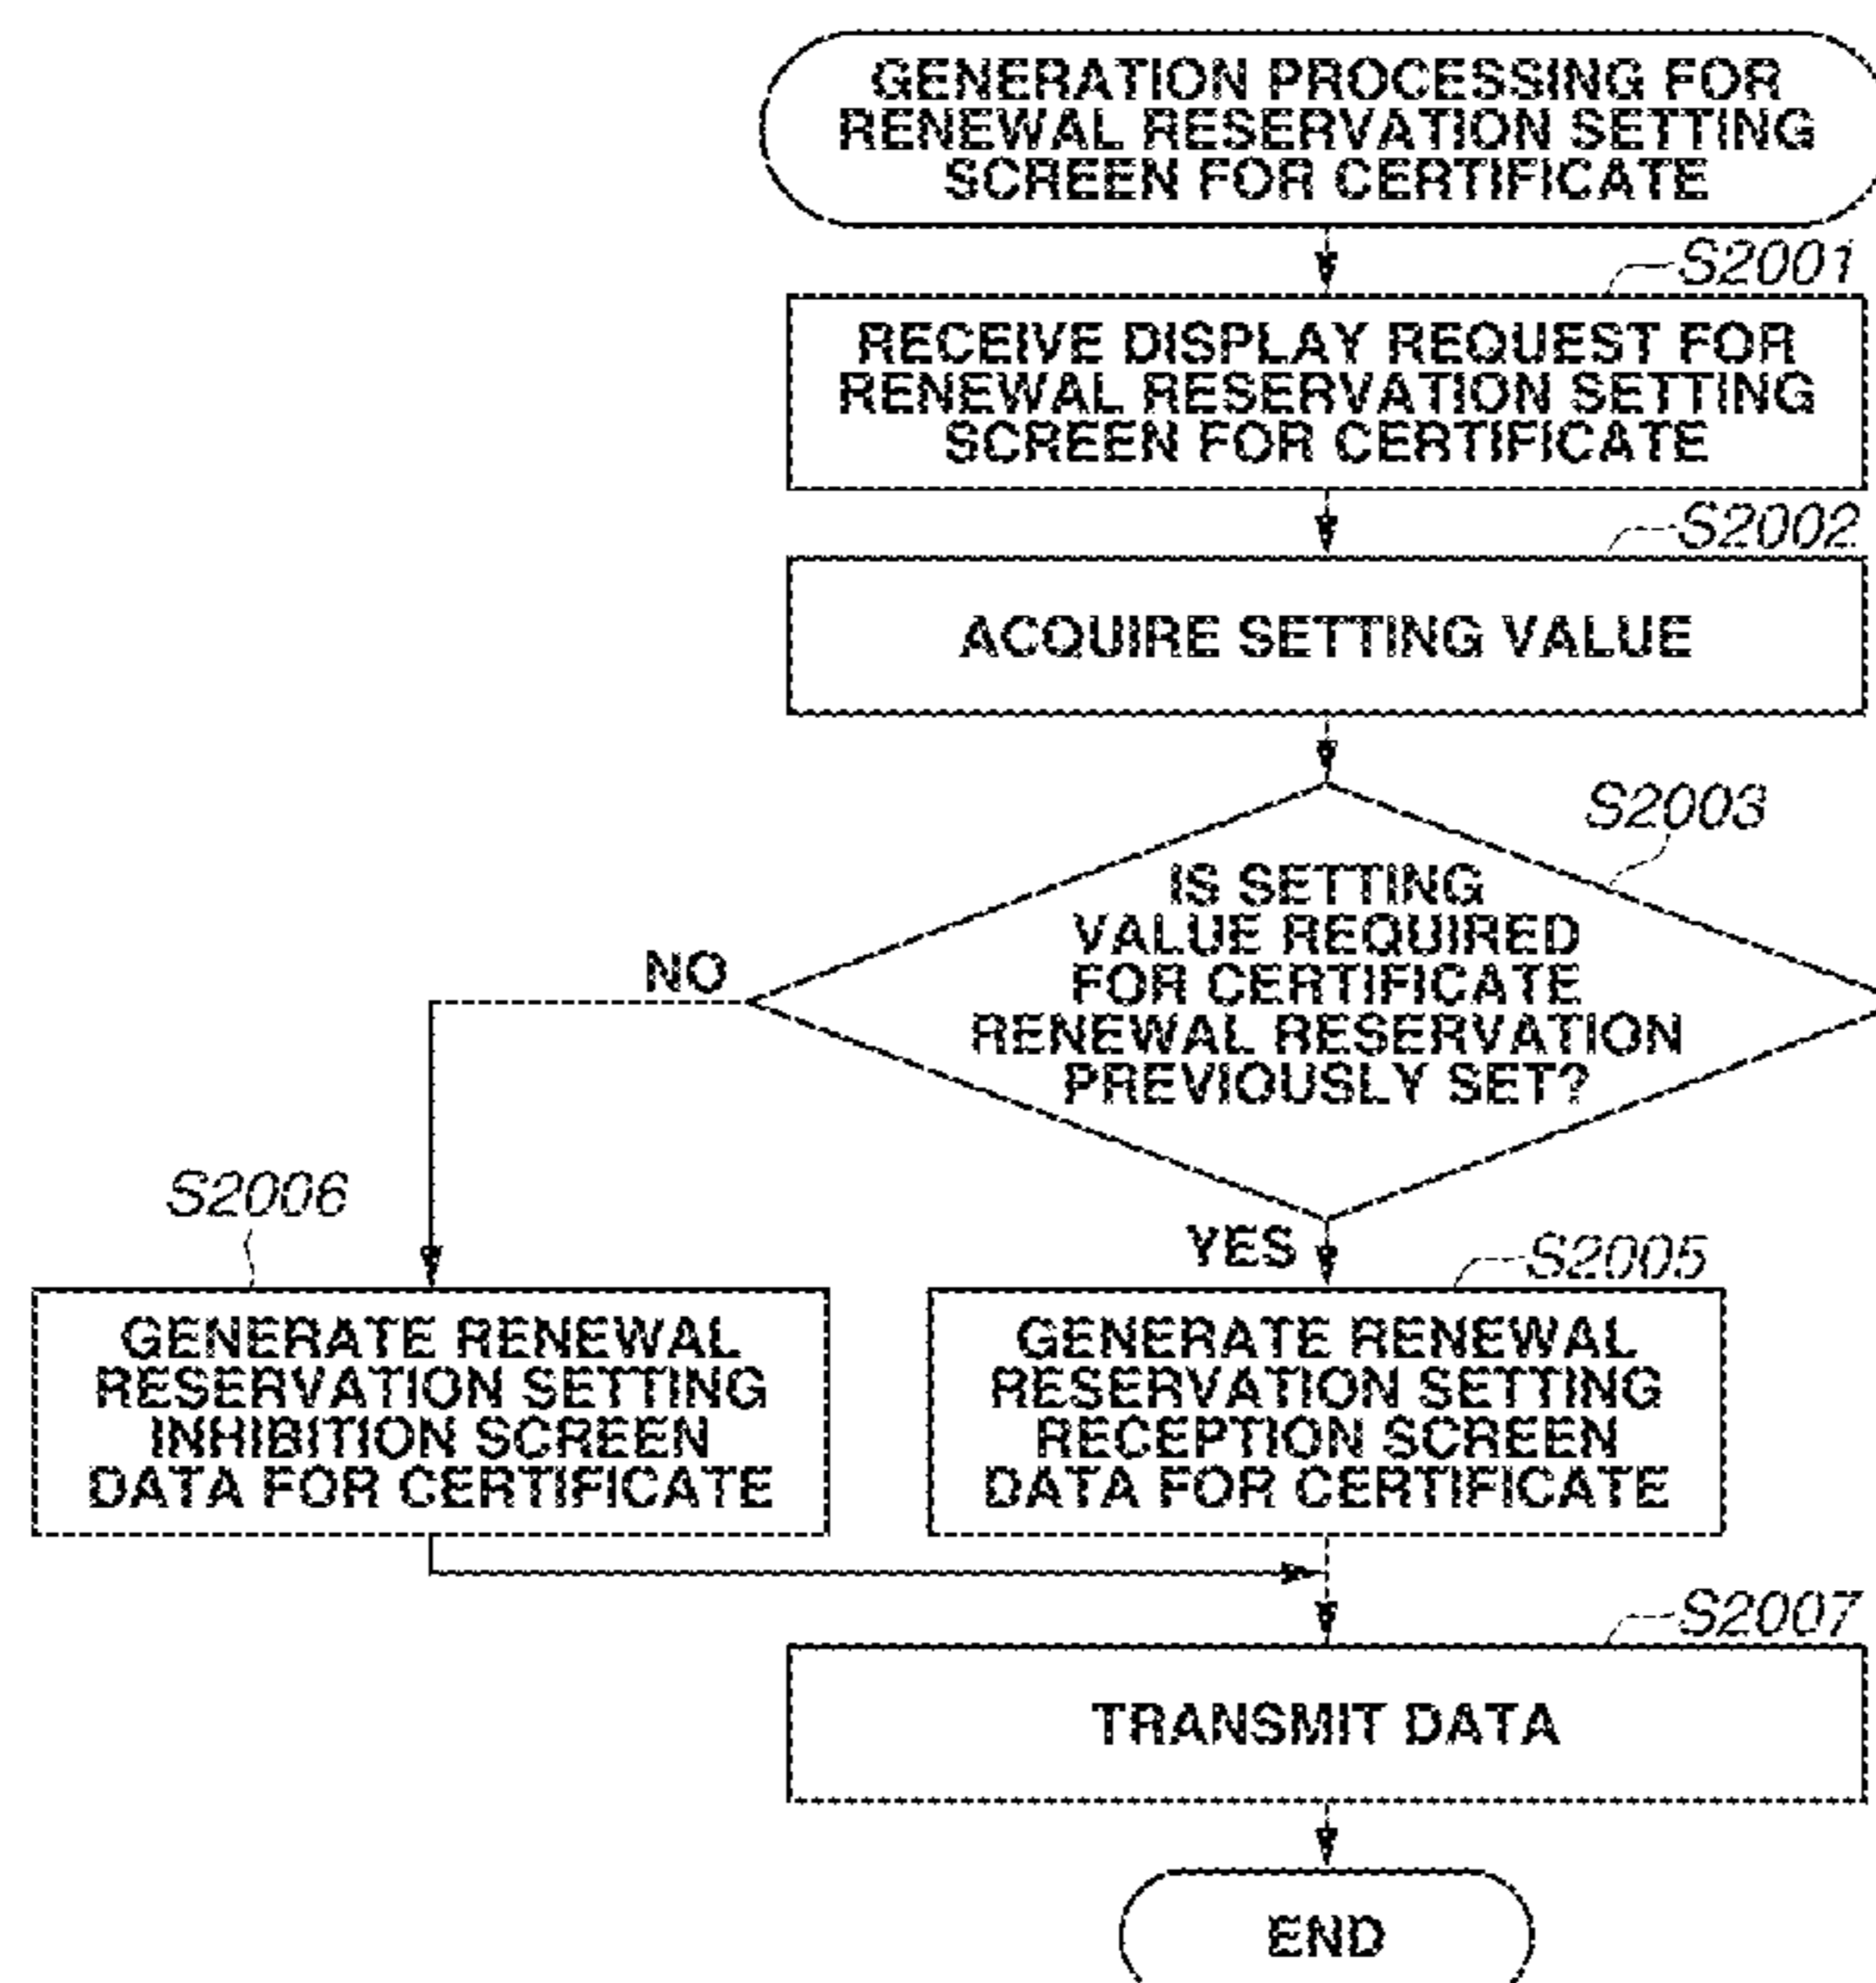 GENERATION PROCESSING FOR
RENEWAL RESERVATION SETTING
SCREEN FOR CERTIFICATE
S2001
RECEIVE DISPLAY REQUEST FOR
RENEWAL RESERVATION SETTING
SCREEN FOR CERTIFICATE
S2002
ACQUIRE SETTING VALUE
S2003
IS SETTING
VALUE REQUIRED
FOR CERTIFICATE
RENEWAL RESERVATION
PREVIOUSLY SET?
NO
YES
S2006
GENERATE RENEWAL
RESERVATION SETTING
INHIBITION SCREEN
DATA FOR CERTIFICATE
S2005
GENERATE RENEWAL
RESERVATION SETTING
RECEPTION SCREEN
DATA FOR CERTIFICATE
S2007
TRANSMIT DATA
END